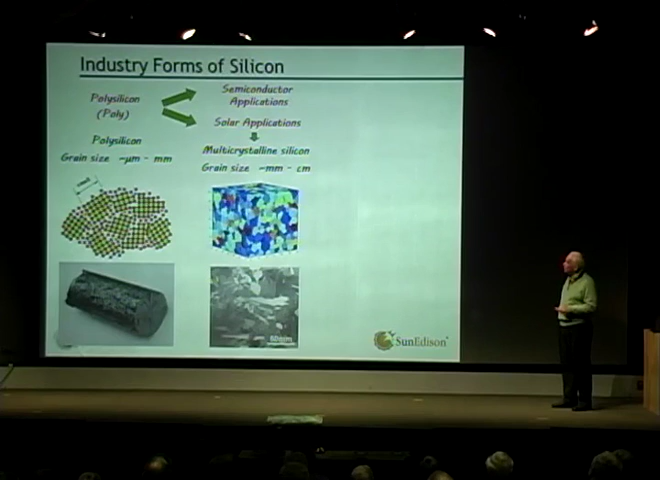 Industry Forms of Silicon
Polysilicon
(Poly)
Semiconductor
Applications
Solar Applications
Polysilicon
Grain size ~μm - mm
Multicrystalline silicon
Grain size ~mm - cm
SunEdison